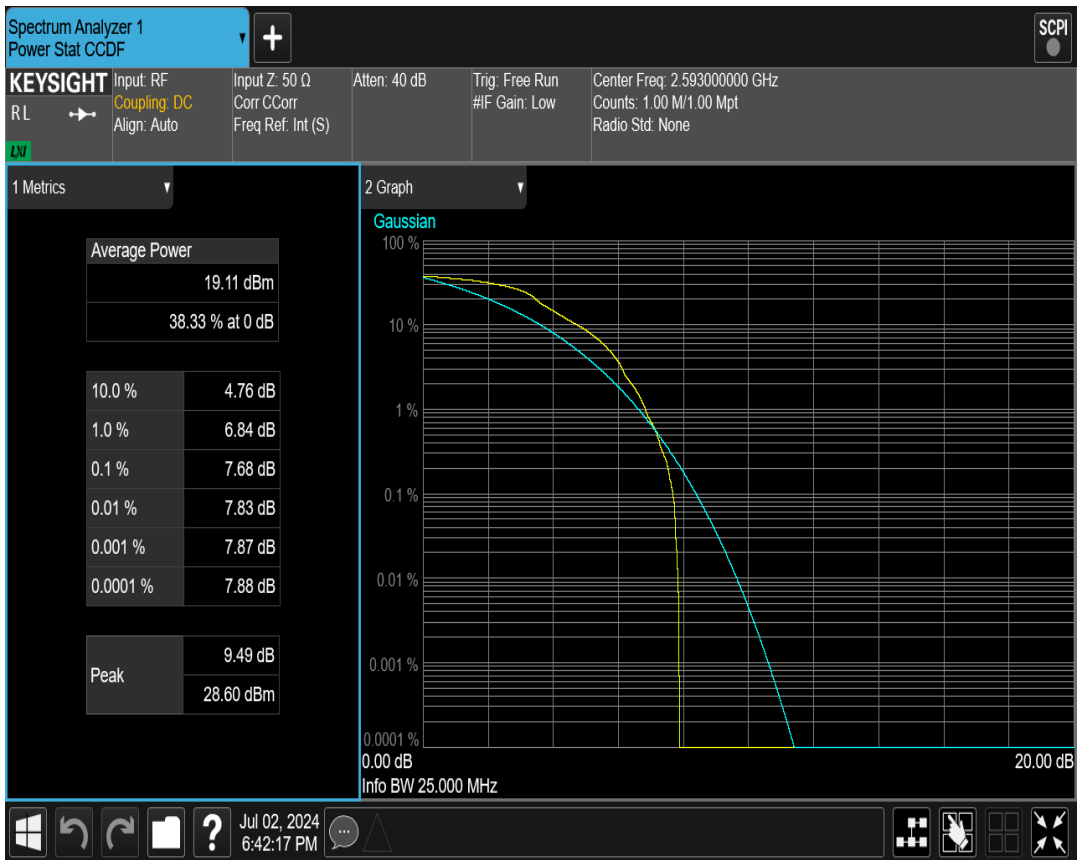 Spectrum Analyzer 1
Power Stat CCDF
SCPI
KEYSIGHT
RL
LXI
Input: RF
Coupling: DC
Align: Auto
Input Z: 50 Ω
Corr CCorr
Freq Ref: Int (S)
Atten: 40 dB
Trig: Free Run
#IF Gain: Low
Center Freq: 2.593000000 GHz
Counts: 1.00 M/1.00 Mpt
Radio Std: None
1 Metrics
Average Power
19.11 dBm
38.33 % at 0 dB
10.0 % 4.76 dB
1.0 % 6.84 dB
0.1 % 7.68 dB
0.01 % 7.83 dB
0.001 % 7.87 dB
0.0001 % 7.88 dB
Peak
9.49 dB
28.60 dBm
2 Graph
Gaussian
100 %
10 %
1 %
0.1 %
0.01 %
0.001 %
0.0001 %
0.00 dB 20.00 dB
Info BW 25.000 MHz
Jul 02, 2024
6:42:17 PM